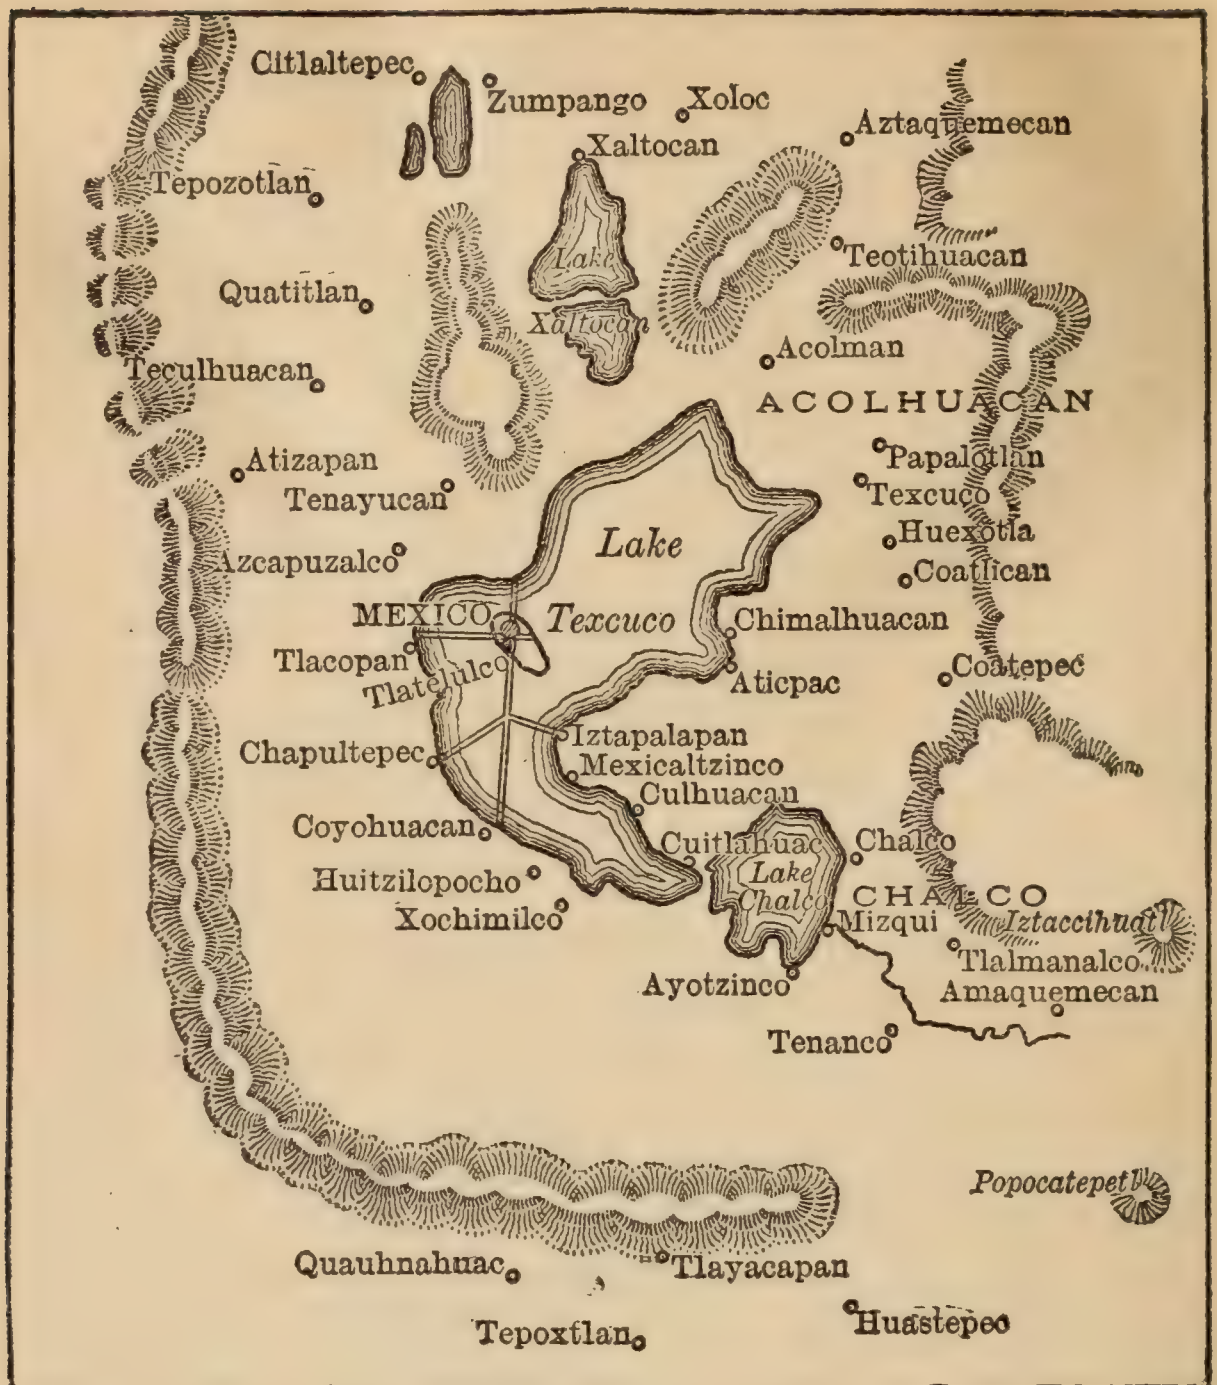 Citlaltepec
Zumpango
Xoloc
Aztaquemecan
Xaltocan
Tepozotlan
Teotihuacan
Lake
Xaltocan
Quatitlan
Acolman
Teculhuacan
ACOLHUACAN
Papalotlan
Atizapan
Tenayucan
Texcuco
Huexotla
Lake
Azcapuzalco
Coatlican
MEXICO
Texcuco
Chimalhuacan
Tlacopan
Tlatelulco
Coatepec
Aticpac
Chapultepec
Iztapalapan
Mexicaltzinco
Culhuacan
Coyohuacan
Cuitlahuac
Chalco
Lake
Chalco
Huitzilopocho
CHALCO
Xochimilco
Mizqui
Iztaccihuatl
Tlalmanalco
Ayotzinco
Amaquemecan
Tenanco
Popocatepetl
Quauhnahuac
Tlayacapan
Tepoxtlan
Huastepec